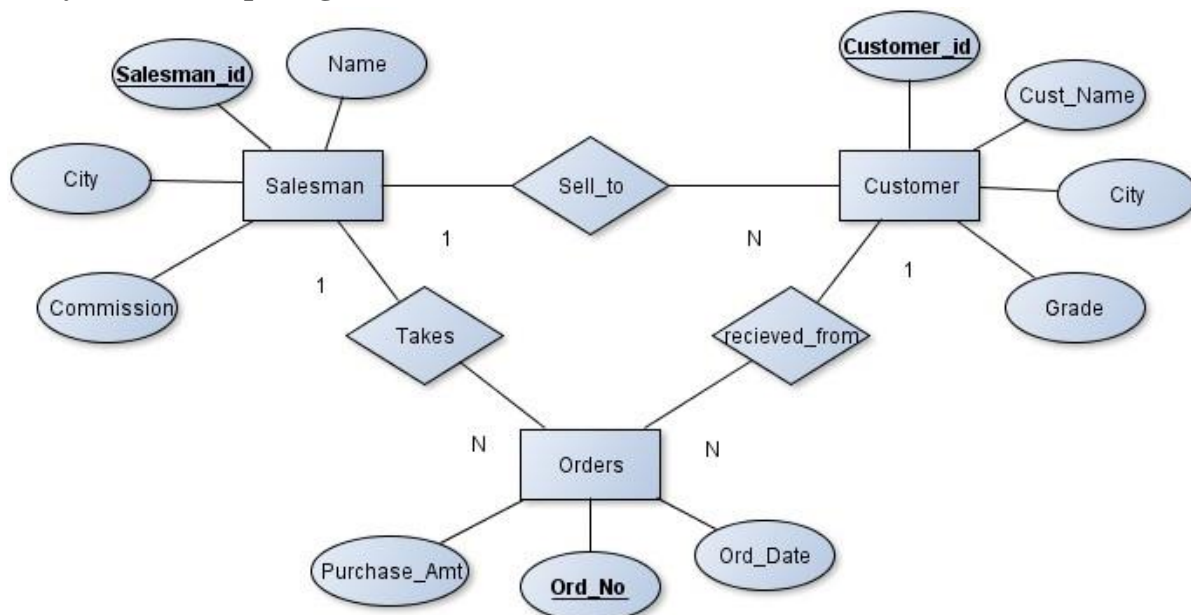 Salesman_id
Name
Customer_id
Cust_Name
City
Salesman
Sell_to
Customer
City
1
N
1
1
Commission
Takes
recieved_from
Grade
N
N
Orders
Purchase_Amt
Ord_No
Ord_Date